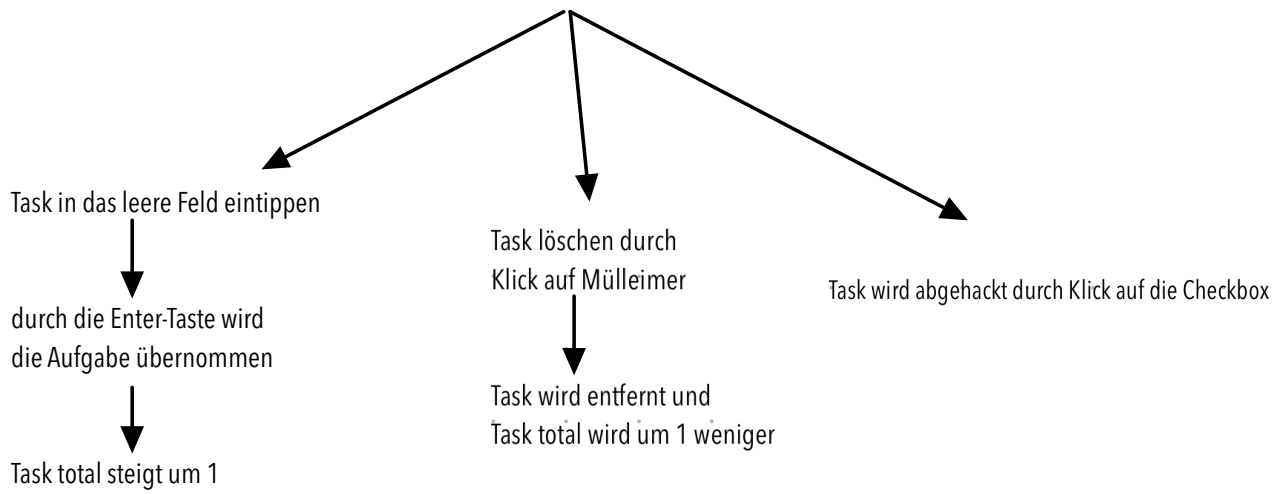 Task in das leere Feld eintippen
durch die Enter-Taste wird
die Aufgabe übernommen
Task total steigt um 1
Task löschen durch
Klick auf Mülleimer
Task wird entfernt und
Task total wird um 1 weniger
Task wird abgehackt durch Klick auf die Checkbox